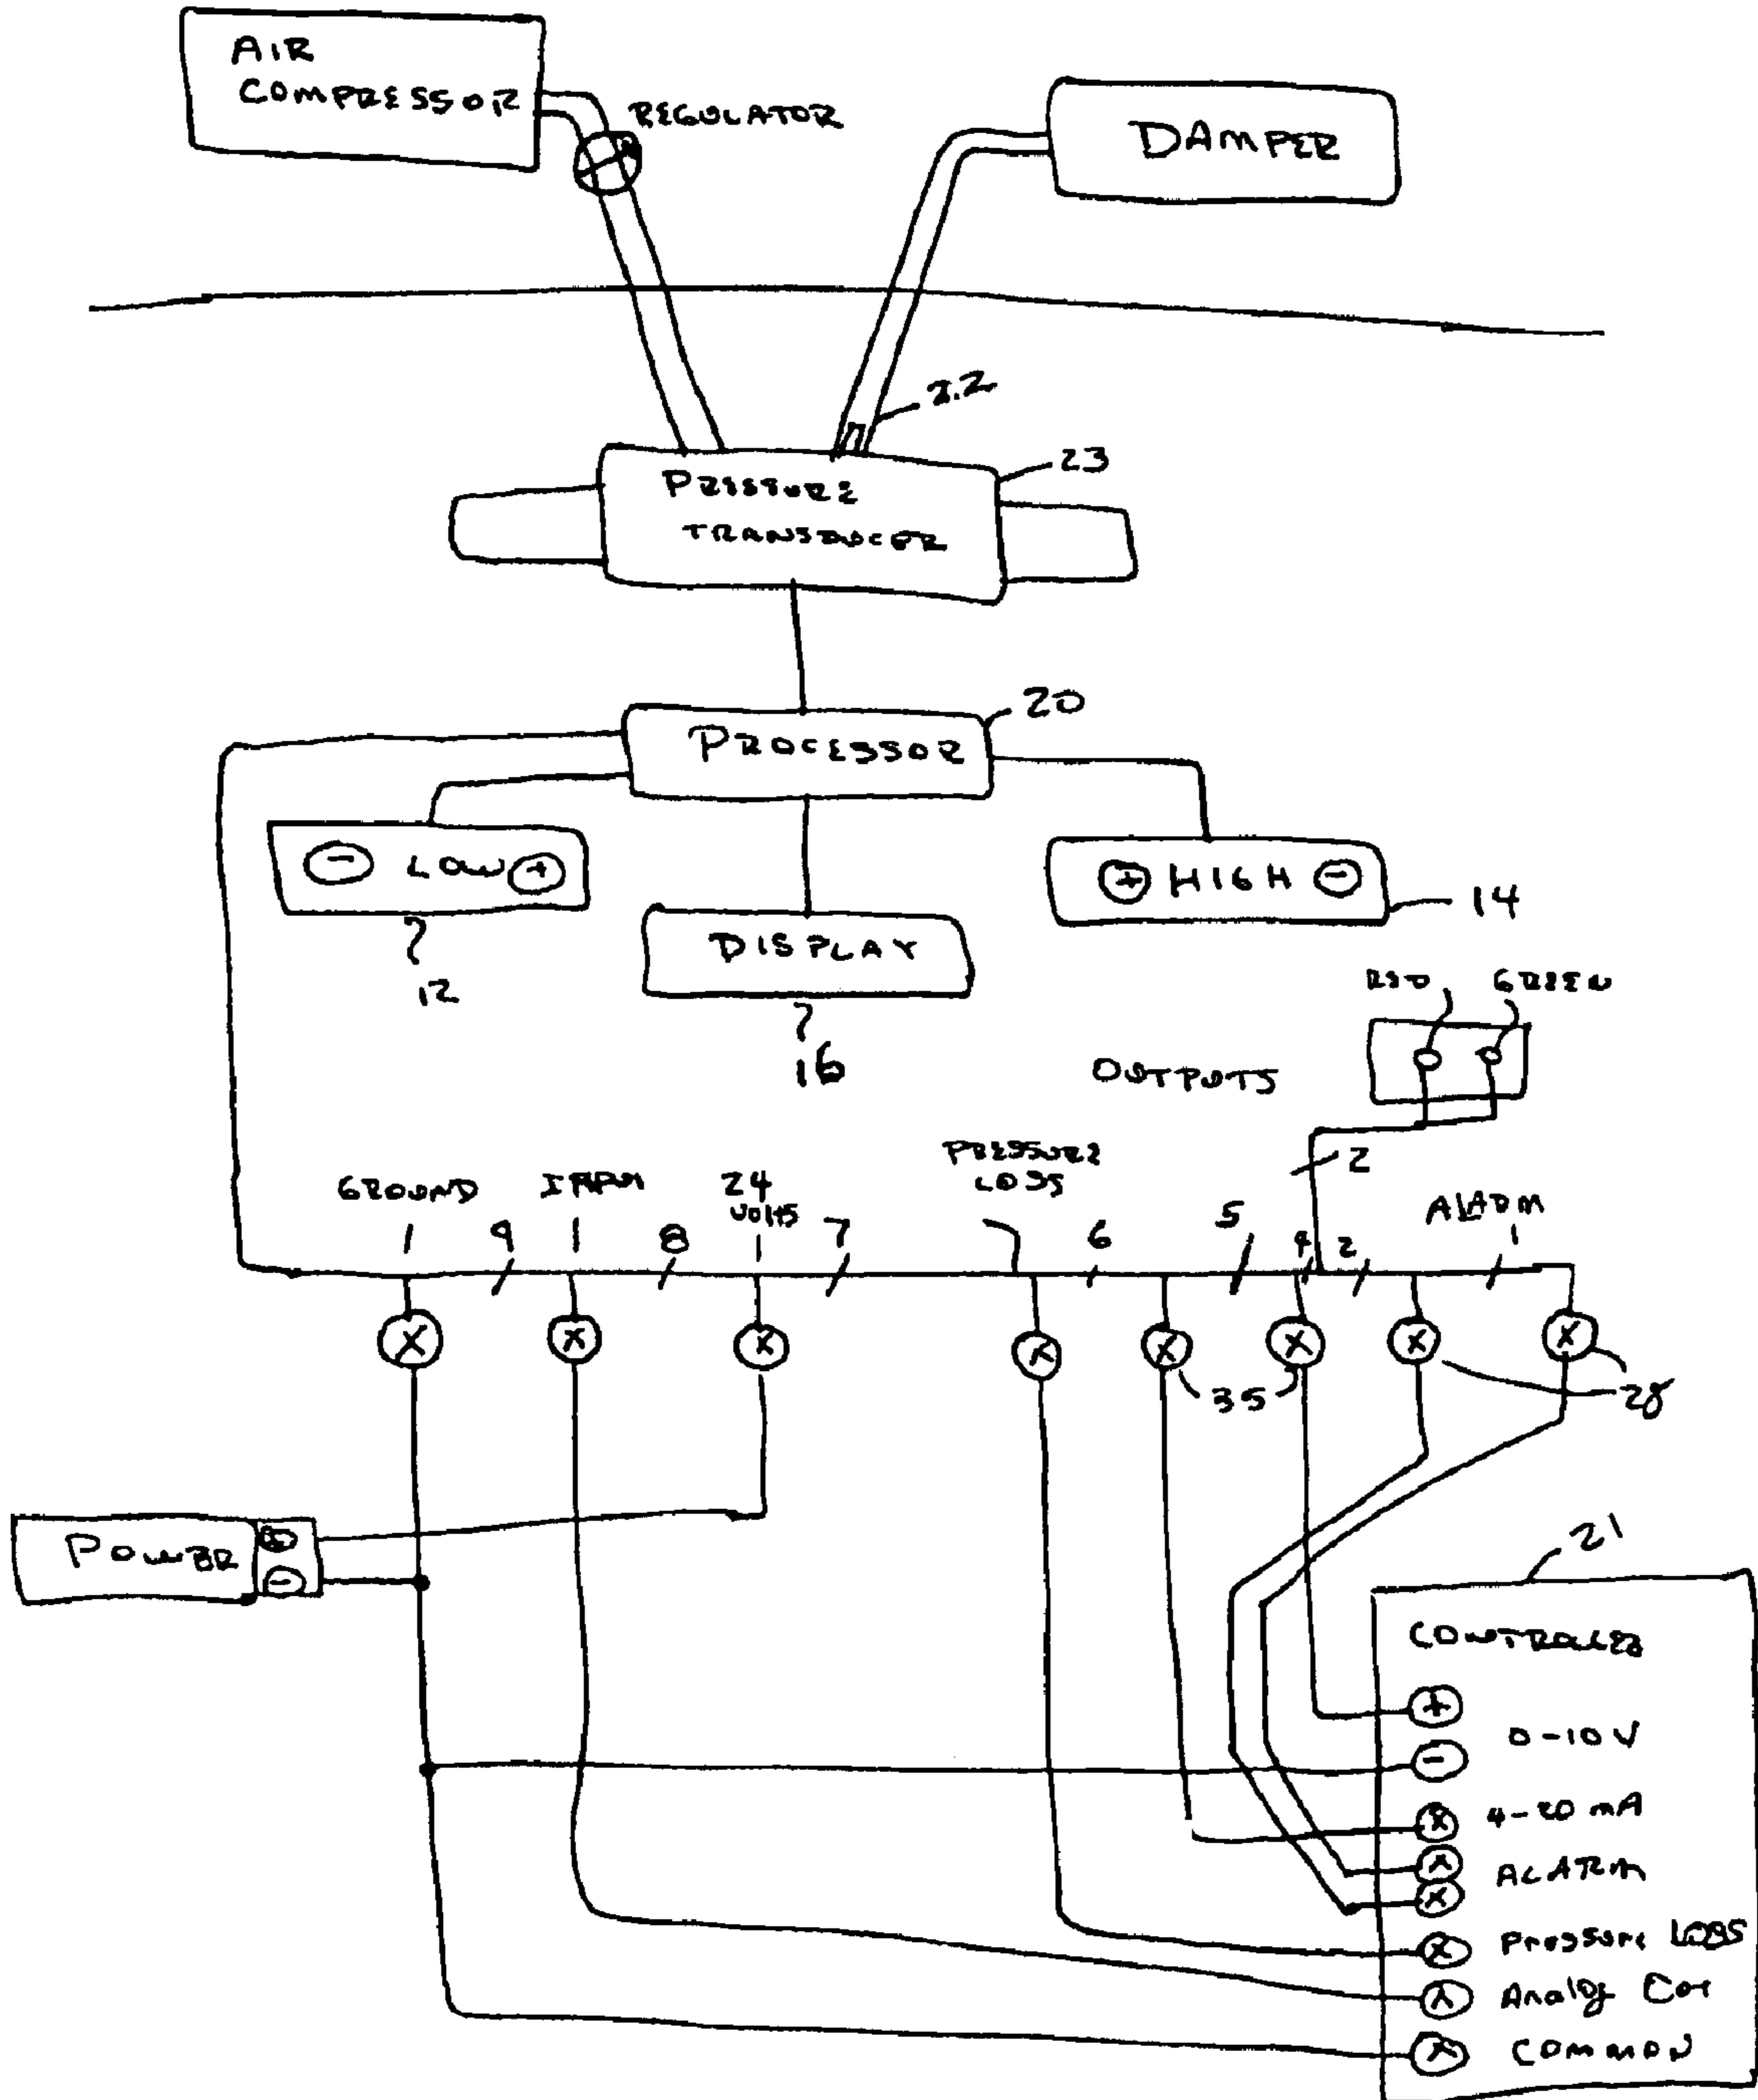 AIR
COMPRESSOR
REGULATOR
DAMPER
22
23
PRESSURE
TRANSDUCER
20
PROCESSOR
- LOW +
+ HIGH -
14
12
DISPLAY
16
RED GREEN
OUTPUTS
2
PRESSURE
LOSS
GROUND
24
Volts
ALARM
9
8
7
6
5
4
2
1
X X X X X X X X
35
28
POWER
+
-
21
CONTROLLER
+
0-10V
-
X 4-20 mA
X ALARM
X
X Pressure LOSS
X Analog Out
X COMMON